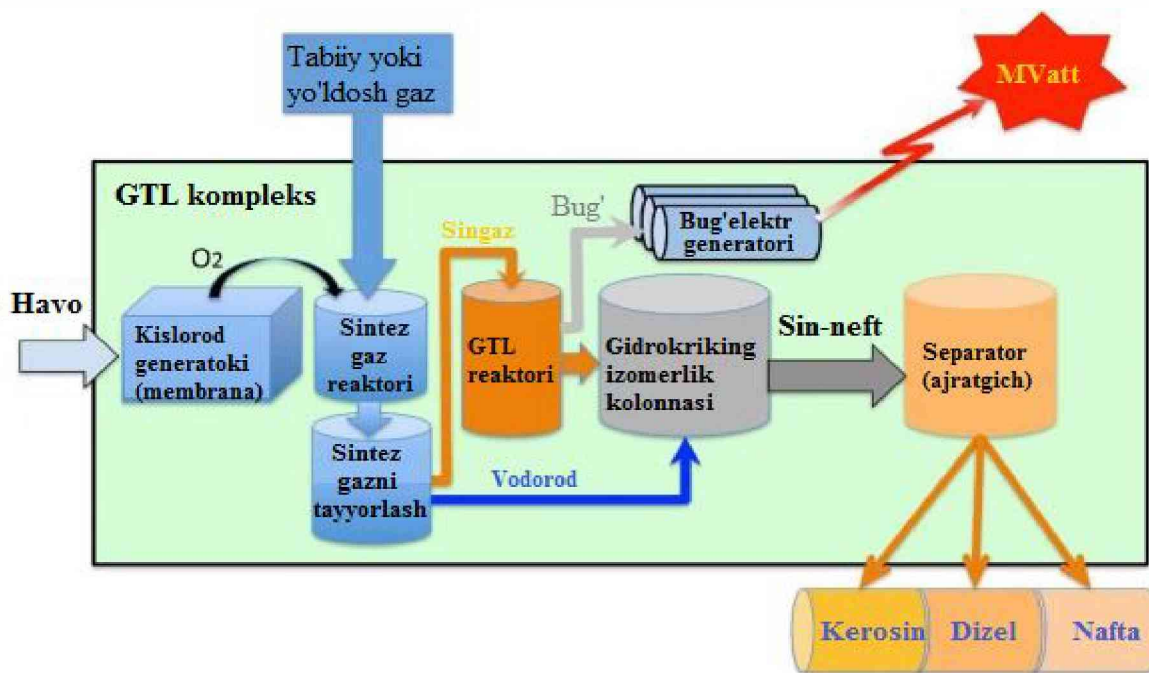 Tabiiy yoki
yo'ldosh gaz
MVatt
GTL kompleks
Bug'
Bug'elektr
generatori
Singaz
O2
Havo
Kislorod
generatoki
(membrana)
Sintez
gaz
reaktori
GTL
reaktori
Gidrokriking
izomerlik
kolonnasi
Sin-neft
Separator
(ajratgich)
Sintez
gazni
tayyorlash
Vodorod
Kerosin
Dizel
Nafta